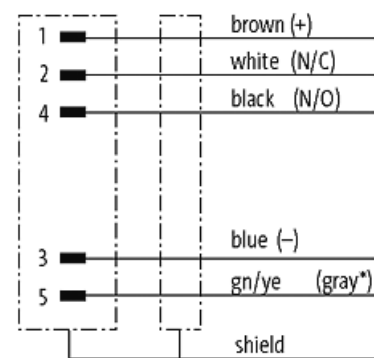 1 brown (+)
2 white (N/C)
4 black (N/O)
3 blue (–)
5 gn/ye (gray*)
shield